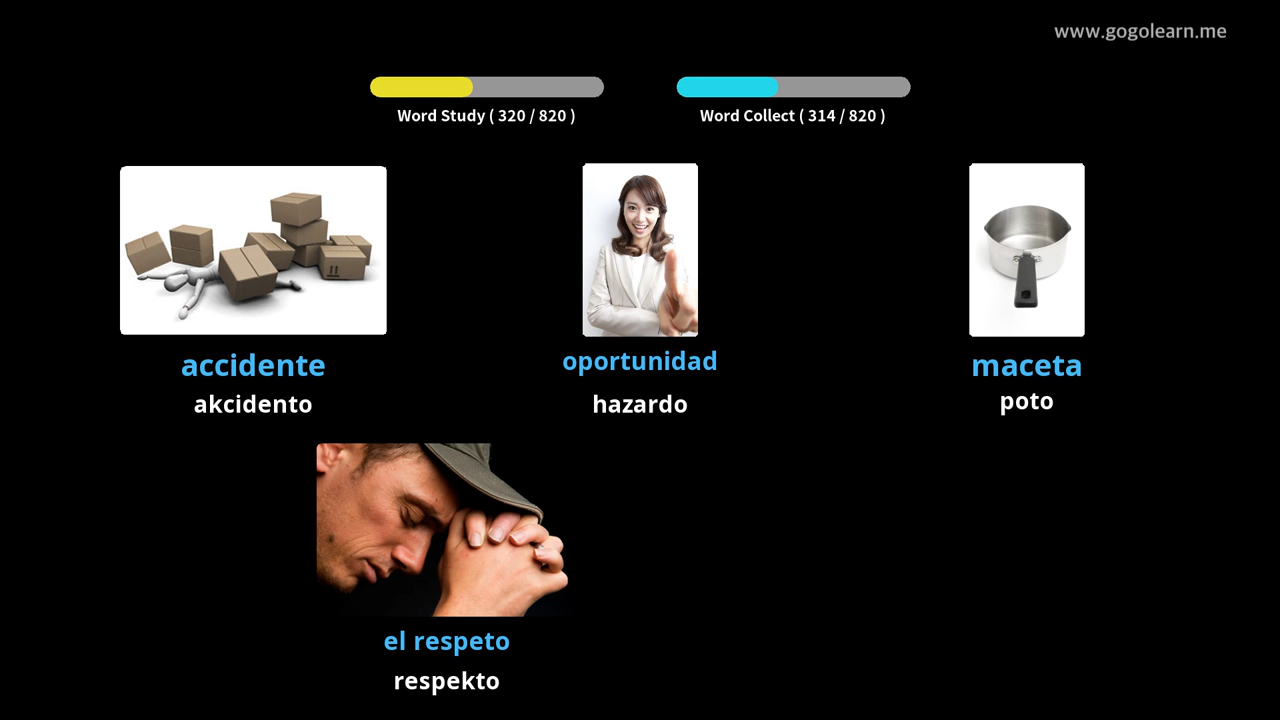 www.gogolearn.me
Word Study ( 320 / 820 )
Word Collect ( 314 / 820 )
accidente
akcidento
oportunidad
hazardo
maceta
poto
el respeto
respekto